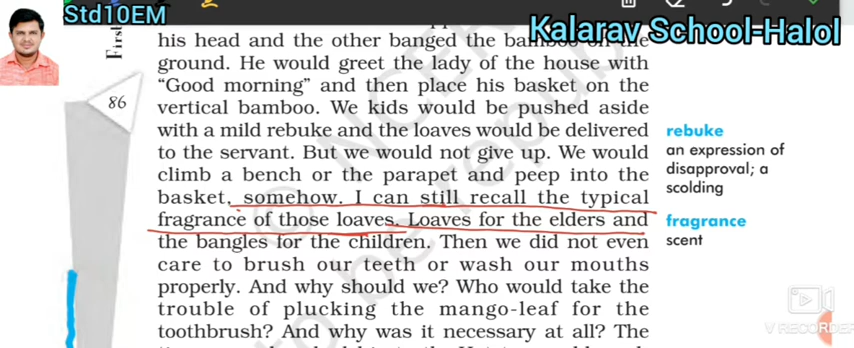 Std10EM
Kalarav School-Halol
First
his head and the other banged the bamboo on the
ground. He would greet the lady of the house with
“Good morning” and then place his basket on the
vertical bamboo. We kids would be pushed aside
with a mild rebuke and the loaves would be delivered
to the servant. But we would not give up. We would
climb a bench or the parapet and peep into the
basket, somehow. I can still recall the typical
fragrance of those loaves. Loaves for the elders and
the bangles for the children. Then we did not even
care to brush our teeth or wash our mouths
properly. And why should we? Who would take the
trouble of plucking the mango-leaf for the
toothbrush? And why was it necessary at all? The
86
rebuke
an expression of
disapproval; a
scolding
fragrance
scent
© NCERT
be repub
V RECORDER